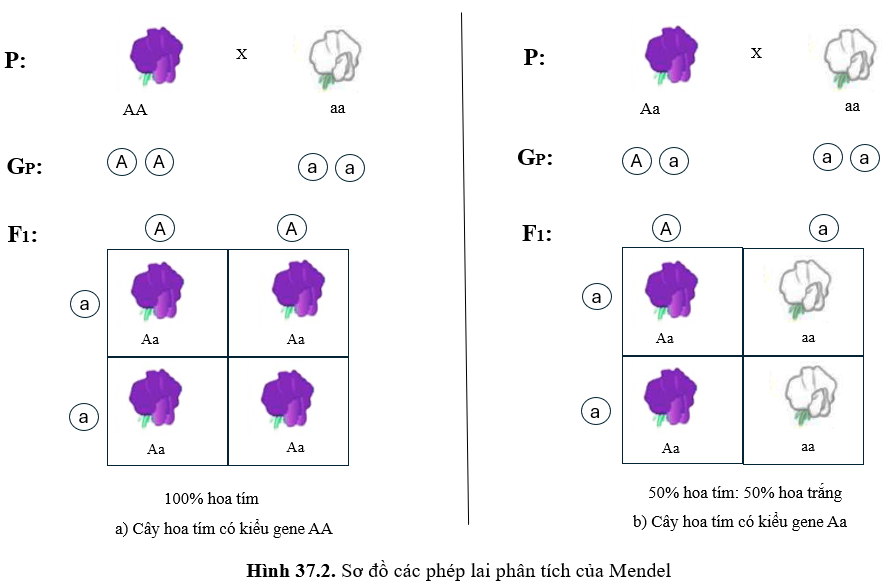 P:
X
AA
aa
GP:
A A
a a
F1:
A
A
a
Aa
Aa
a
Aa
Aa
100% hoa tím
a) Cây hoa tím có kiểu gene AA
P:
X
Aa
aa
GP:
A a
a a
F1:
A
a
a
Aa
aa
a
Aa
aa
50% hoa tím: 50% hoa trắng
b) Cây hoa tím có kiểu gene Aa
Hình 37.2. Sơ đồ các phép lai phân tích của Mendel